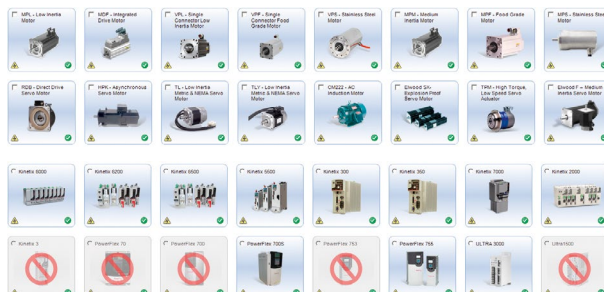 MPL - Low Inertia Motor
MDF - Integrated Drive Motor
VPL - Single Connector Low Inertia Motor
VPF - Single Connector Food Grade Motor
VPS - Stainless Steel Motor
MPM - Medium Inertia Motor
MPF - Food Grade Motor
MPS - Stainless Steel Motor
RDB - Direct Drive Servo Motor
HPK - Asynchronous Servo Motor
TL - Low Inertia Metric & NEMA Servo Motor
TLY - Low Inertia Metric & NEMA Servo Motor
CM222 - AC Induction Motor
Elwood SX- Explosion Proof Servo Motor
TPM - High Torque, Low Speed Servo Actuator
Elwood F – Medium Inertia Servo Motor
Kinetix 6000
Kinetix 6200
Kinetix 6500
Kinetix 5500
Kinetix 300
Kinetix 350
Kinetix 7000
Kinetix 2000
Kinetix 3
PowerFlex 70
PowerFlex 700
PowerFlex 700S
PowerFlex 753
PowerFlex 755
ULTRA 3000
Ultra1500